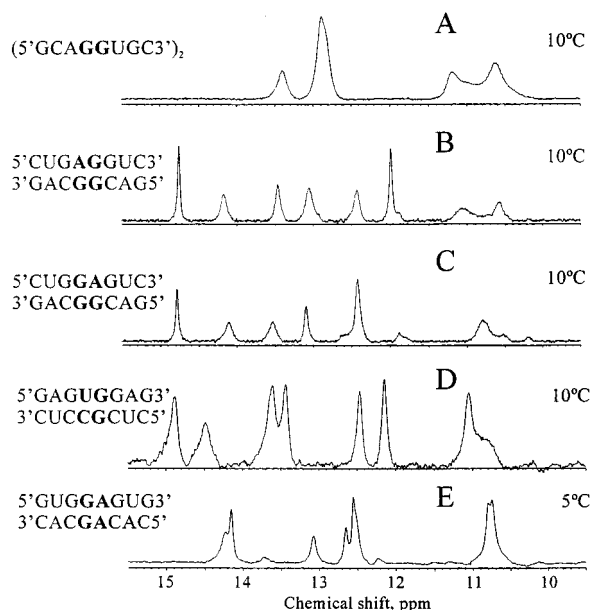 A
(5'GCAGGUGC3')₂
10ºC
B
5'CUGAGGUC3'
10ºC
3'GACGGCAG5'
C
5'CUGGAGUC3'
10ºC
3'GACGGCAG5'
D
5'GAGUGGAG3'
10ºC
3'CUCCGCUC5'
E
5'GUGGAGUG3'
5ºC
3'CACGACAC5'
15 14 13 12 11 10
Chemical shift, ppm